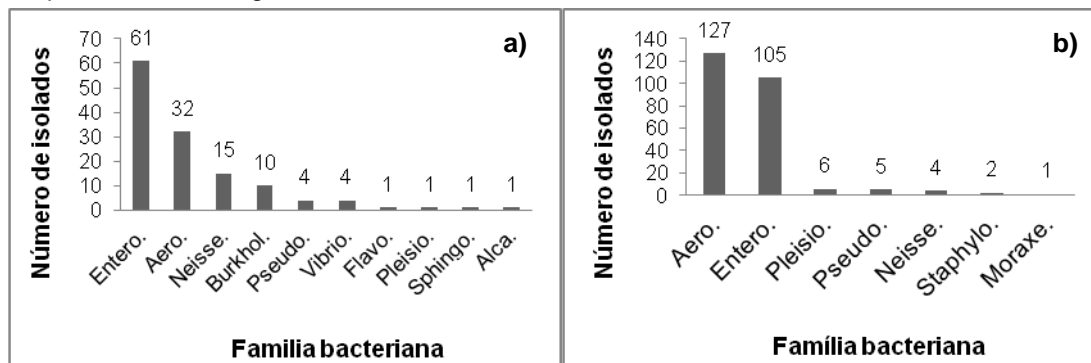 a)
Número de isolados
70
60
50
40
30
20
10
0
61
32
15
10
4
4
1
1
1
1
Entero.
Aero.
Neisse.
Burkhol.
Pseudo.
Vibrio.
Flavo.
Pleisio.
Sphingo.
Alca.
Familia bacteriana
b)
Número de isolados
140
120
100
80
60
40
20
0
127
105
6
5
4
2
1
Aero.
Entero.
Pleisio.
Pseudo.
Neisse.
Staphylo.
Moraxe.
Família bacteriana